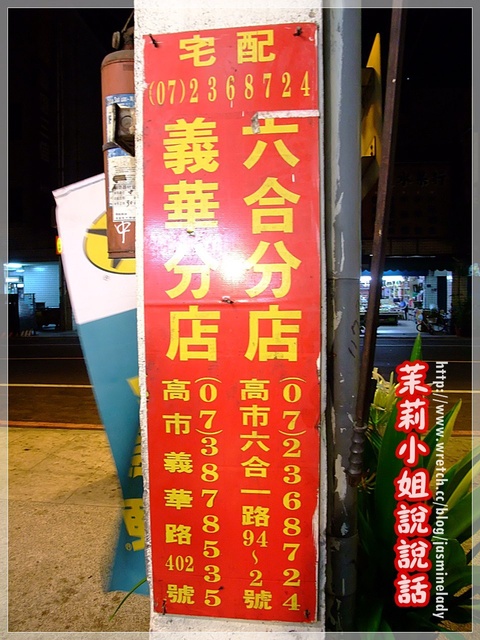 宅配
(07)2368724
六合分店
(07)2368724
高市六合一路94~2號
義華分店
(07)3878535
高市義華路402號
中
茉莉小姐說說話
http://www.wretch.cc/blog/jasminelady